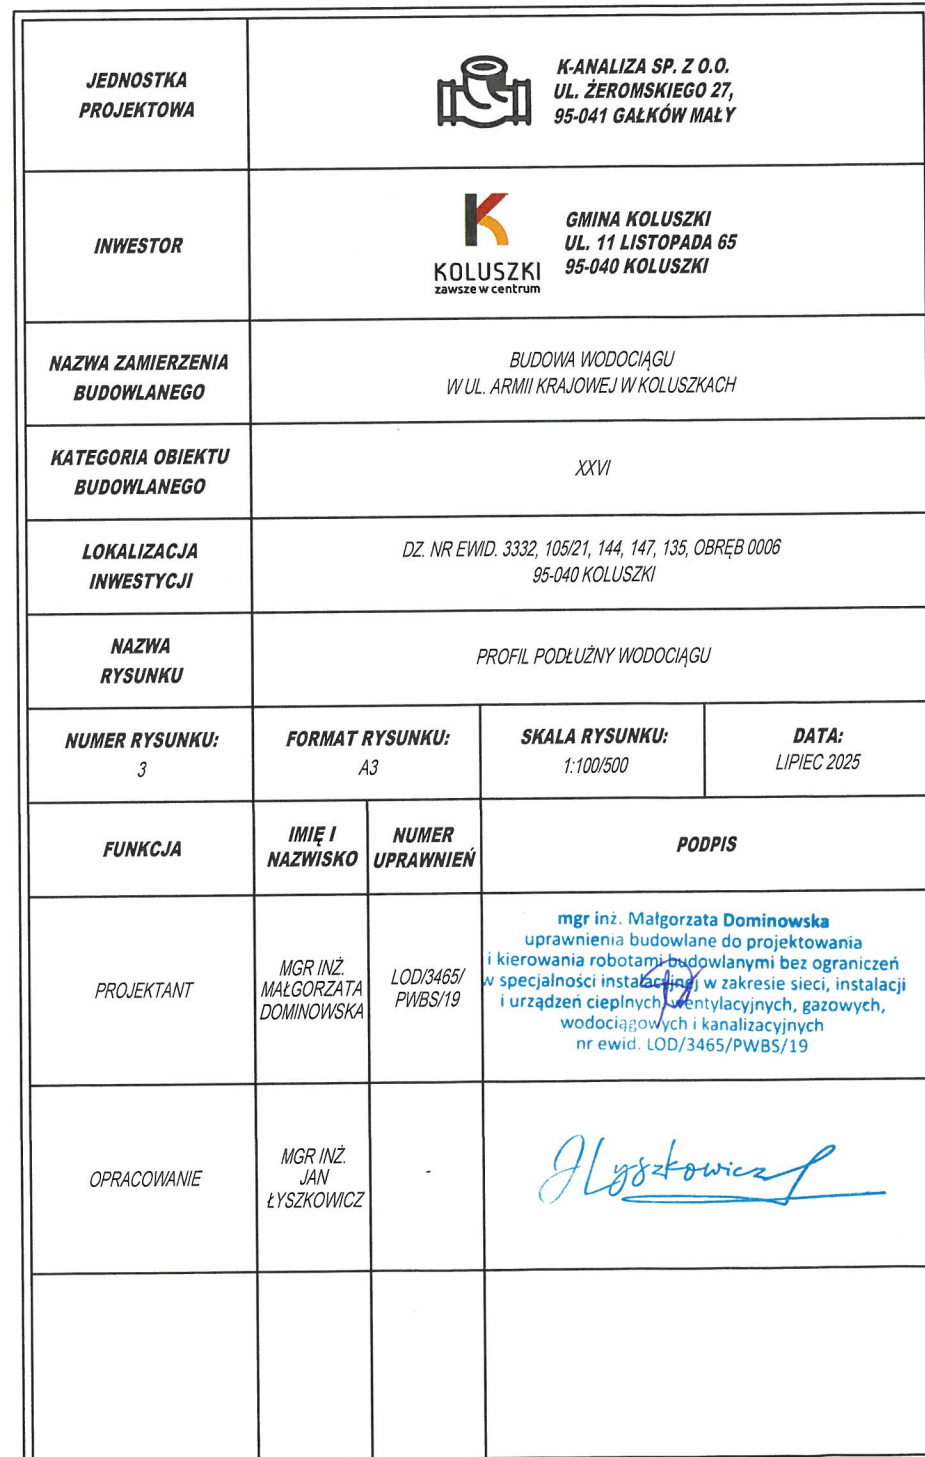 JEDNOSTKA
PROJEKTOWA
K-ANALIZA SP. Z O.O.
UL. ŻEROMSKIEGO 27,
95-041 GAŁKÓW MAŁY
INWESTOR
KOLUSZKI
zawsze w centrum
GMINA KOLUSZKI
UL. 11 LISTOPADA 65
95-040 KOLUSZKI
NAZWA ZAMIERZENIA
BUDOWLANEGO
BUDOWA WODOCIĄGU
W UL. ARMII KRAJOWEJ W KOLUSZKACH
KATEGORIA OBIEKTU
BUDOWLANEGO
XXVI
LOKALIZACJA
INWESTYCJI
DZ. NR EWID. 3332, 105/21, 144, 147, 135, OBRĘB 0006
95-040 KOLUSZKI
NAZWA
RYSUNKU
PROFIL PODŁUŻNY WODOCIĄGU
NUMER RYSUNKU:
3
FORMAT RYSUNKU:
A3
SKALA RYSUNKU:
1:100/500
DATA:
LIPIEC 2025
FUNKCJA
IMIĘ I
NAZWISKO
NUMER
UPRAWNIEŃ
PODPIS
PROJEKTANT
MGR INŻ.
MAŁGORZATA
DOMINOWSKA
LOD/3465/
PWBS/19
mgr inż. Małgorzata Dominowska
uprawnienia budowlane do projektowania
i kierowania robotami budowlanymi bez ograniczeń
w specjalności instalacyjnej w zakresie sieci, instalacji
i urządzeń cieplnych, wentylacyjnych, gazowych,
wodociągowych i kanalizacyjnych
nr ewid. LOD/3465/PWBS/19
OPRACOWANIE
MGR INŻ.
JAN
ŁYSZKOWICZ
-
JŁyszkowicz